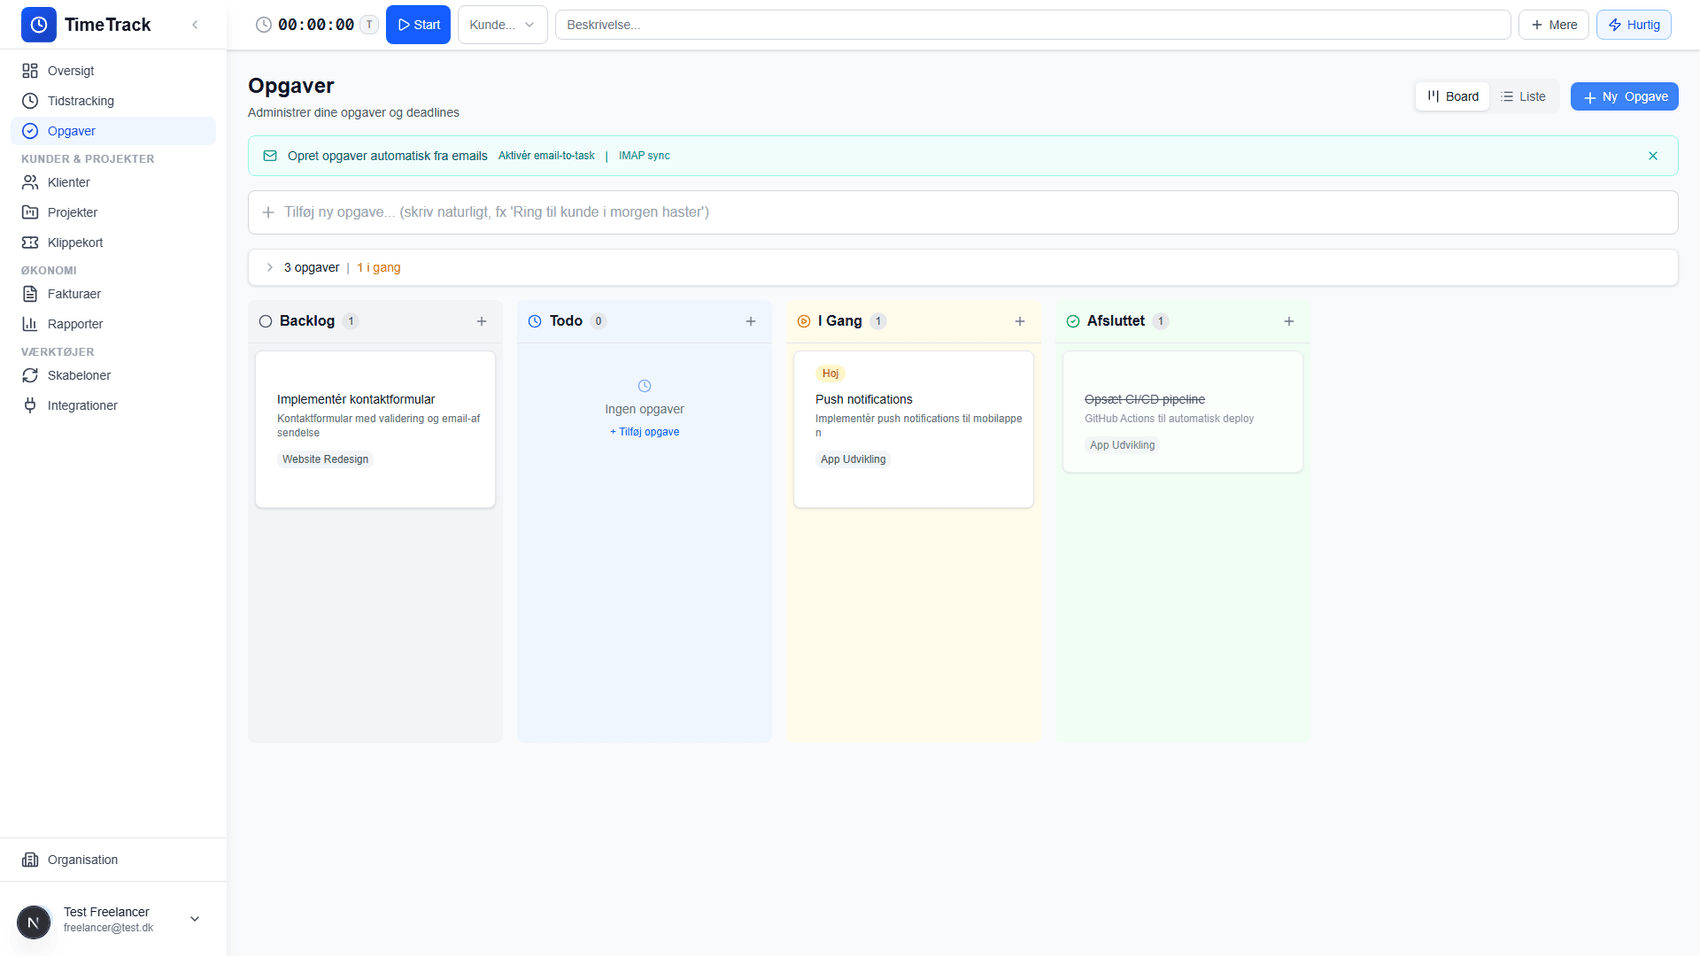 TimeTrack
00:00:00
T
Start
Kunde...
Beskrivelse...
Mere
Hurtig
Oversigt
Tidstracking
Opgaver
KUNDER & PROJEKTER
Klienter
Projekter
Klippekort
ØKONOMI
Fakturaer
Rapporter
VÆRKTØJER
Skabeloner
Integrationer
Organisation
N
Test Freelancer
freelancer@test.dk
Opgaver
Administrer dine opgaver og deadlines
Board
Liste
Ny Opgave
Opret opgaver automatisk fra emails Aktivér email-to-task | IMAP sync
Tilføj ny opgave... (skriv naturligt, fx 'Ring til kunde i morgen haster')
3 opgaver | 1 i gang
Backlog 1
Implementér kontaktformular
Kontaktformular med validering og email-af
sendelse
Website Redesign
Todo 0
Ingen opgaver
+ Tilføj opgave
I Gang 1
Hoj
Push notifications
Implementér push notifications til mobilappe
n
App Udvikling
Afsluttet 1
Opsæt CI/CD pipeline
GitHub Actions til automatisk deploy
App Udvikling